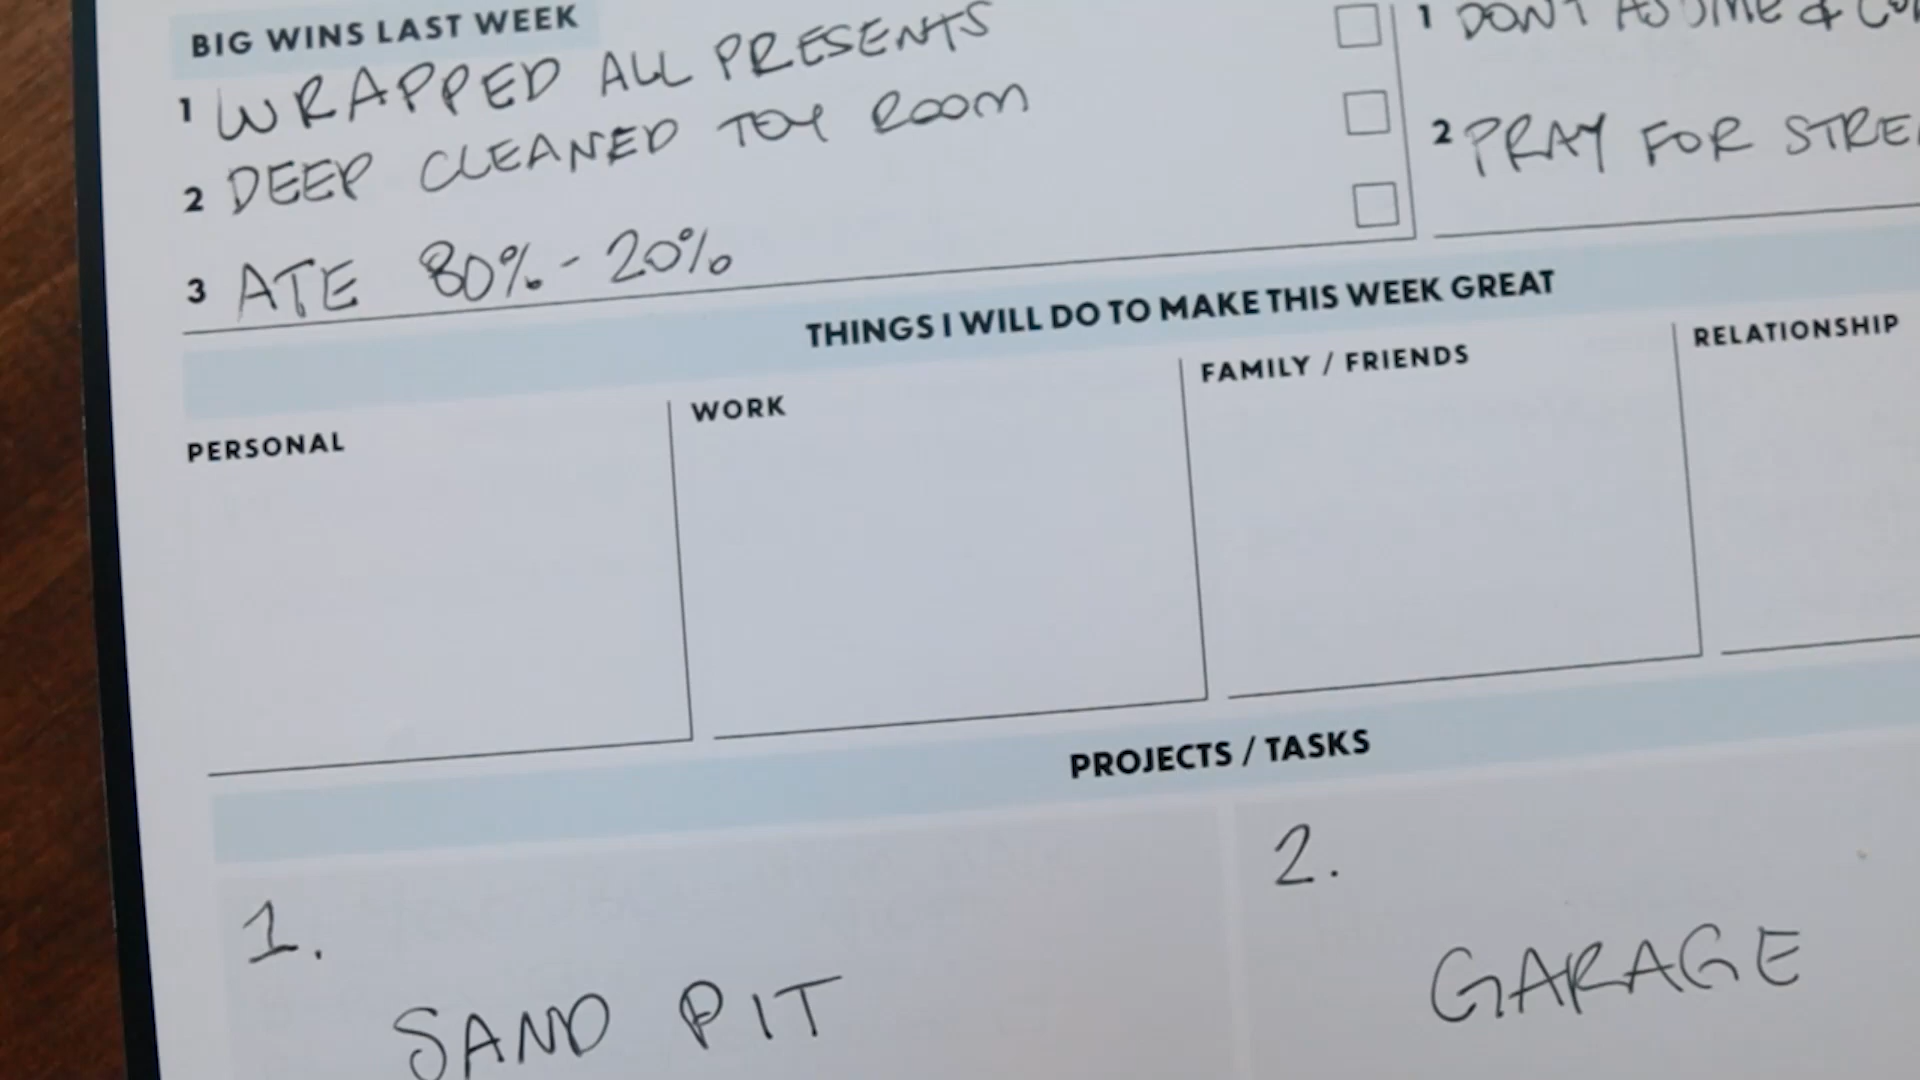 BIG WINS LAST WEEK
1 WRAPPED ALL PRESENTS
2 DEEP CLEANED TOY ROOM
3 ATE 80%-20%
1 DON'T
2 PRAY FOR
THINGS I WILL DO TO MAKE THIS WEEK GREAT
PERSONAL
WORK
FAMILY / FRIENDS
RELATIONSHIP
PROJECTS / TASKS
1.
SAND PIT
2.
GARAGE